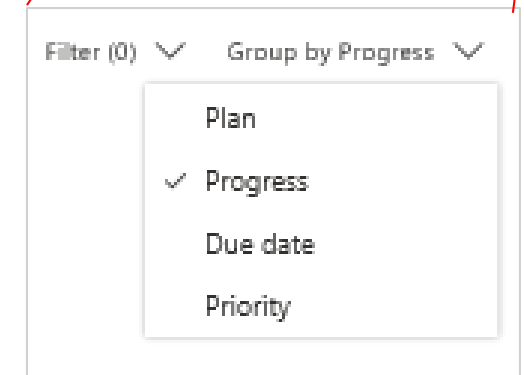 Filter (0) Group by Progress
Plan
Progress
Due date
Priority